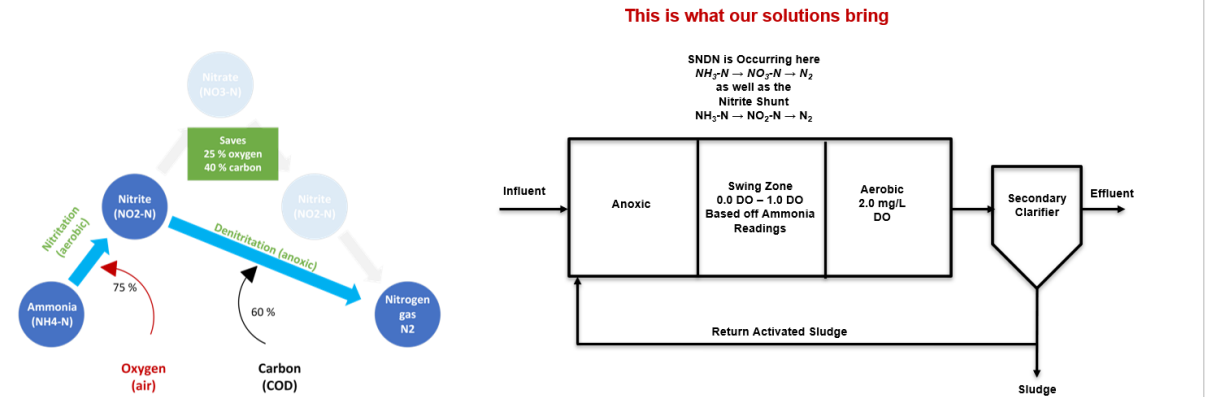 This is what our solutions bring
Nitrate
(NO3-N)
Saves
25 % oxygen
40 % carbon
Nitrite
(NO2-N)
Nitrite
(NO2-N)
Nitritation
(aerobic)
Denitritation (anoxic)
75 %
60 %
Ammonia
(NH4-N)
Nitrogen
gas
N2
Oxygen
(air)
Carbon
(COD)
SNDN is Occurring here
NH₃-N → NO₃-N → N₂
as well as the
Nitrite Shunt
NH₃-N → NO₂-N → N₂
Influent
Anoxic
Swing Zone
0.0 DO – 1.0 DO
Based off Ammonia
Readings
Aerobic
2.0 mg/L
DO
Secondary
Clarifier
Effluent
Return Activated Sludge
Sludge